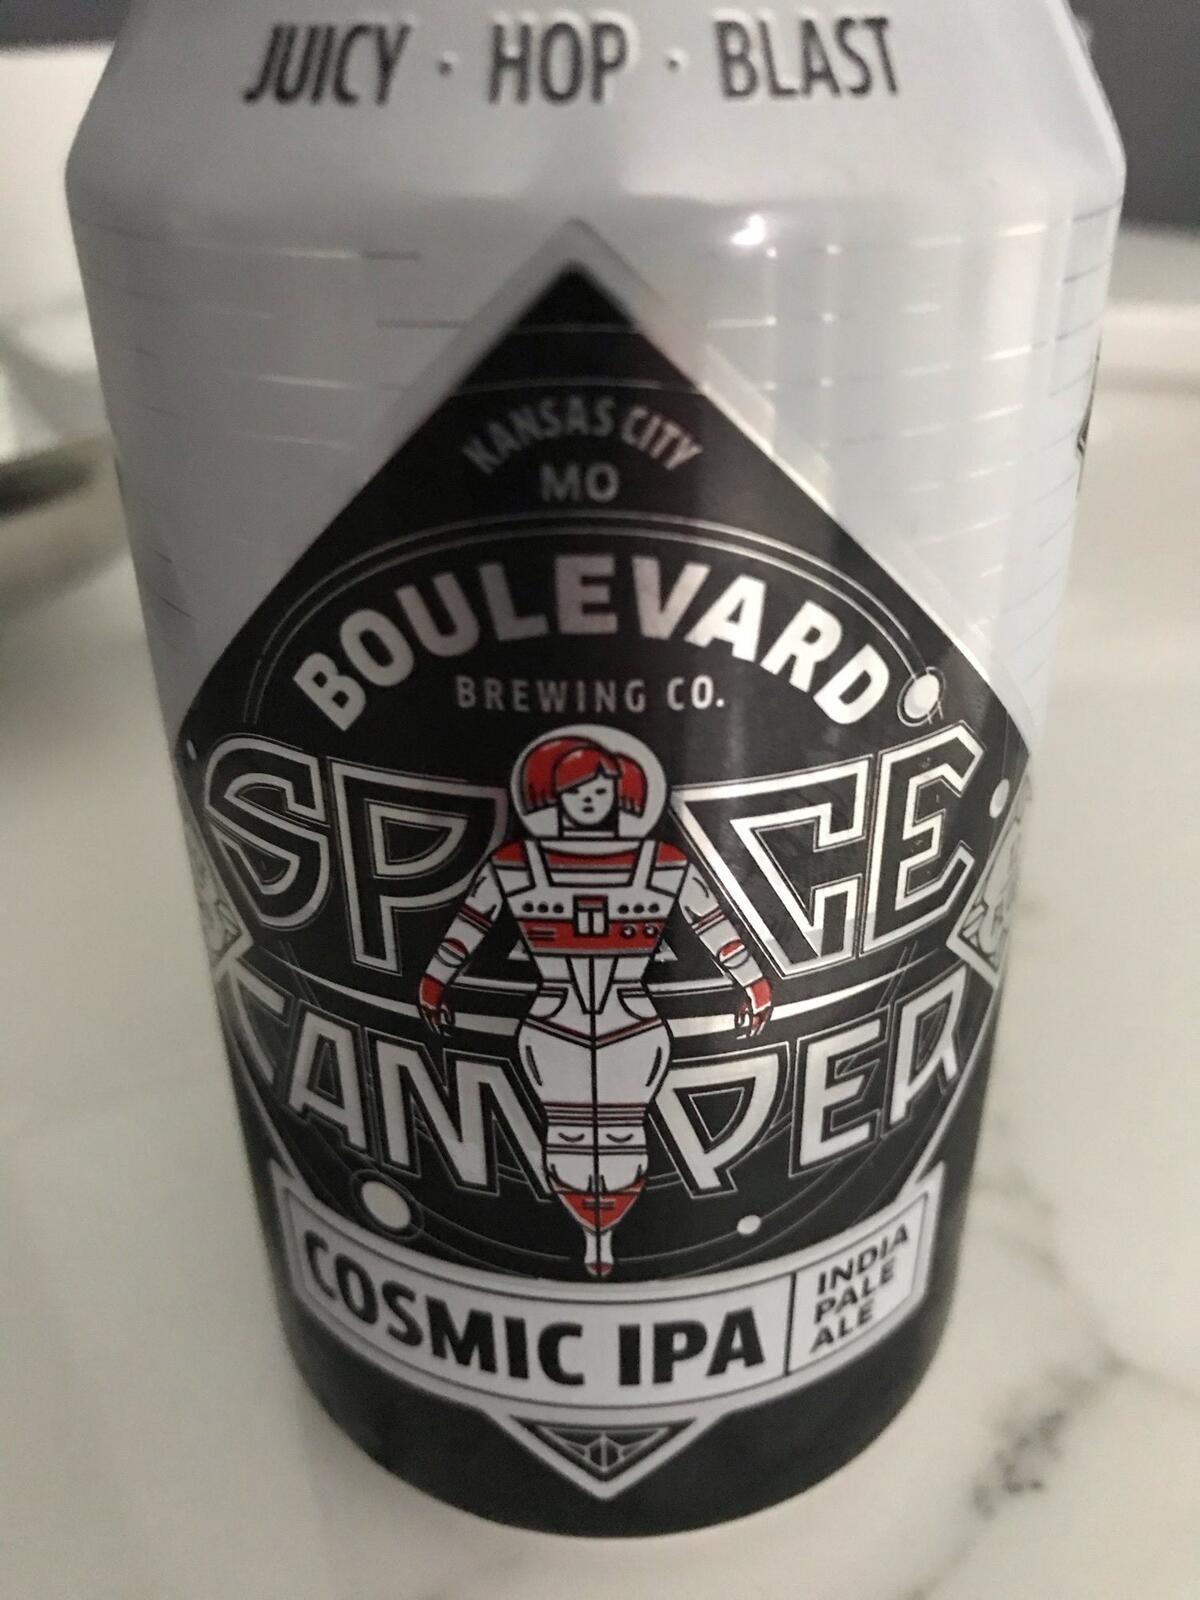 JUICY · HOP · BLAST
KANSAS CITY
MO
BOULEVARD
BREWING CO.
SPACE
CAMPER
COSMIC IPA
INDIA
PALE
ALE